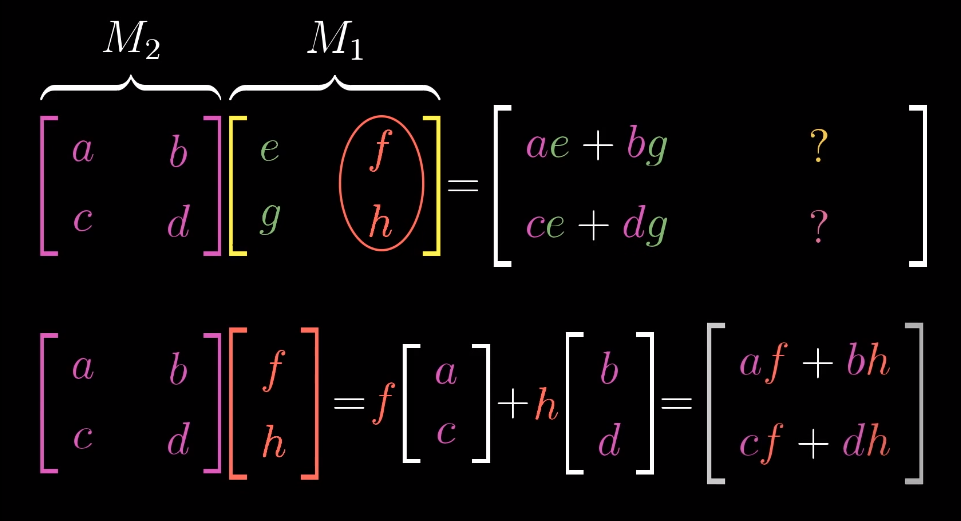 M₂ M₁
[a b; c d] [e f; g h] = [ae + bg ?; ce + dg ?]
[a b; c d] [f; h] = f [a; c] + h [b; d] = [af + bh; cf + dh]